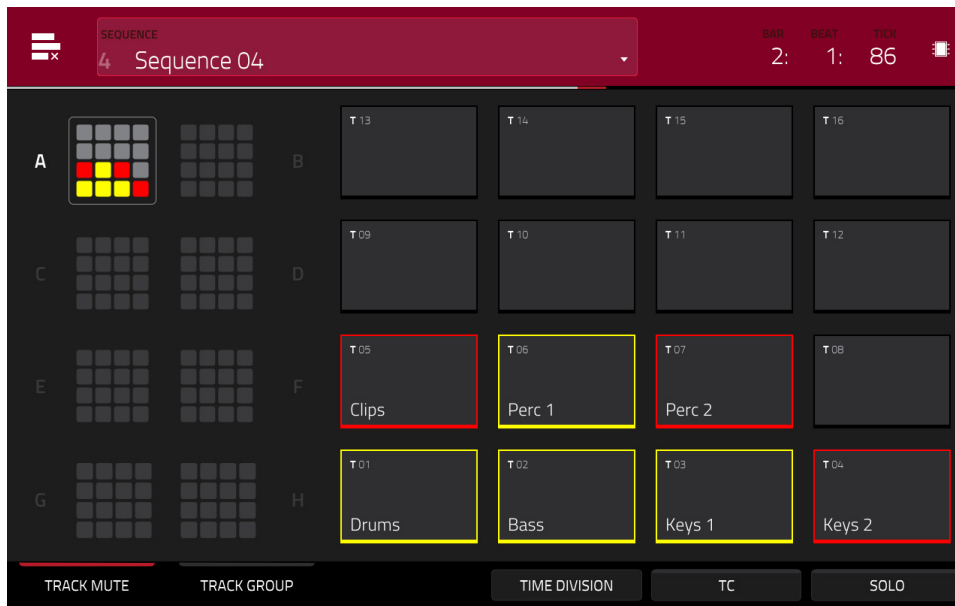 SEQUENCE
4 Sequence 04
BAR BEAT TICK
2: 1: 86
A B
T 13 T 14 T 15 T 16
C D
T 09 T 10 T 11 T 12
E F
T 05 T 06 T 07 T 08
Clips Perc 1 Perc 2
G H
T 01 T 02 T 03 T 04
Drums Bass Keys 1 Keys 2
TRACK MUTE TRACK GROUP TIME DIVISION TC SOLO